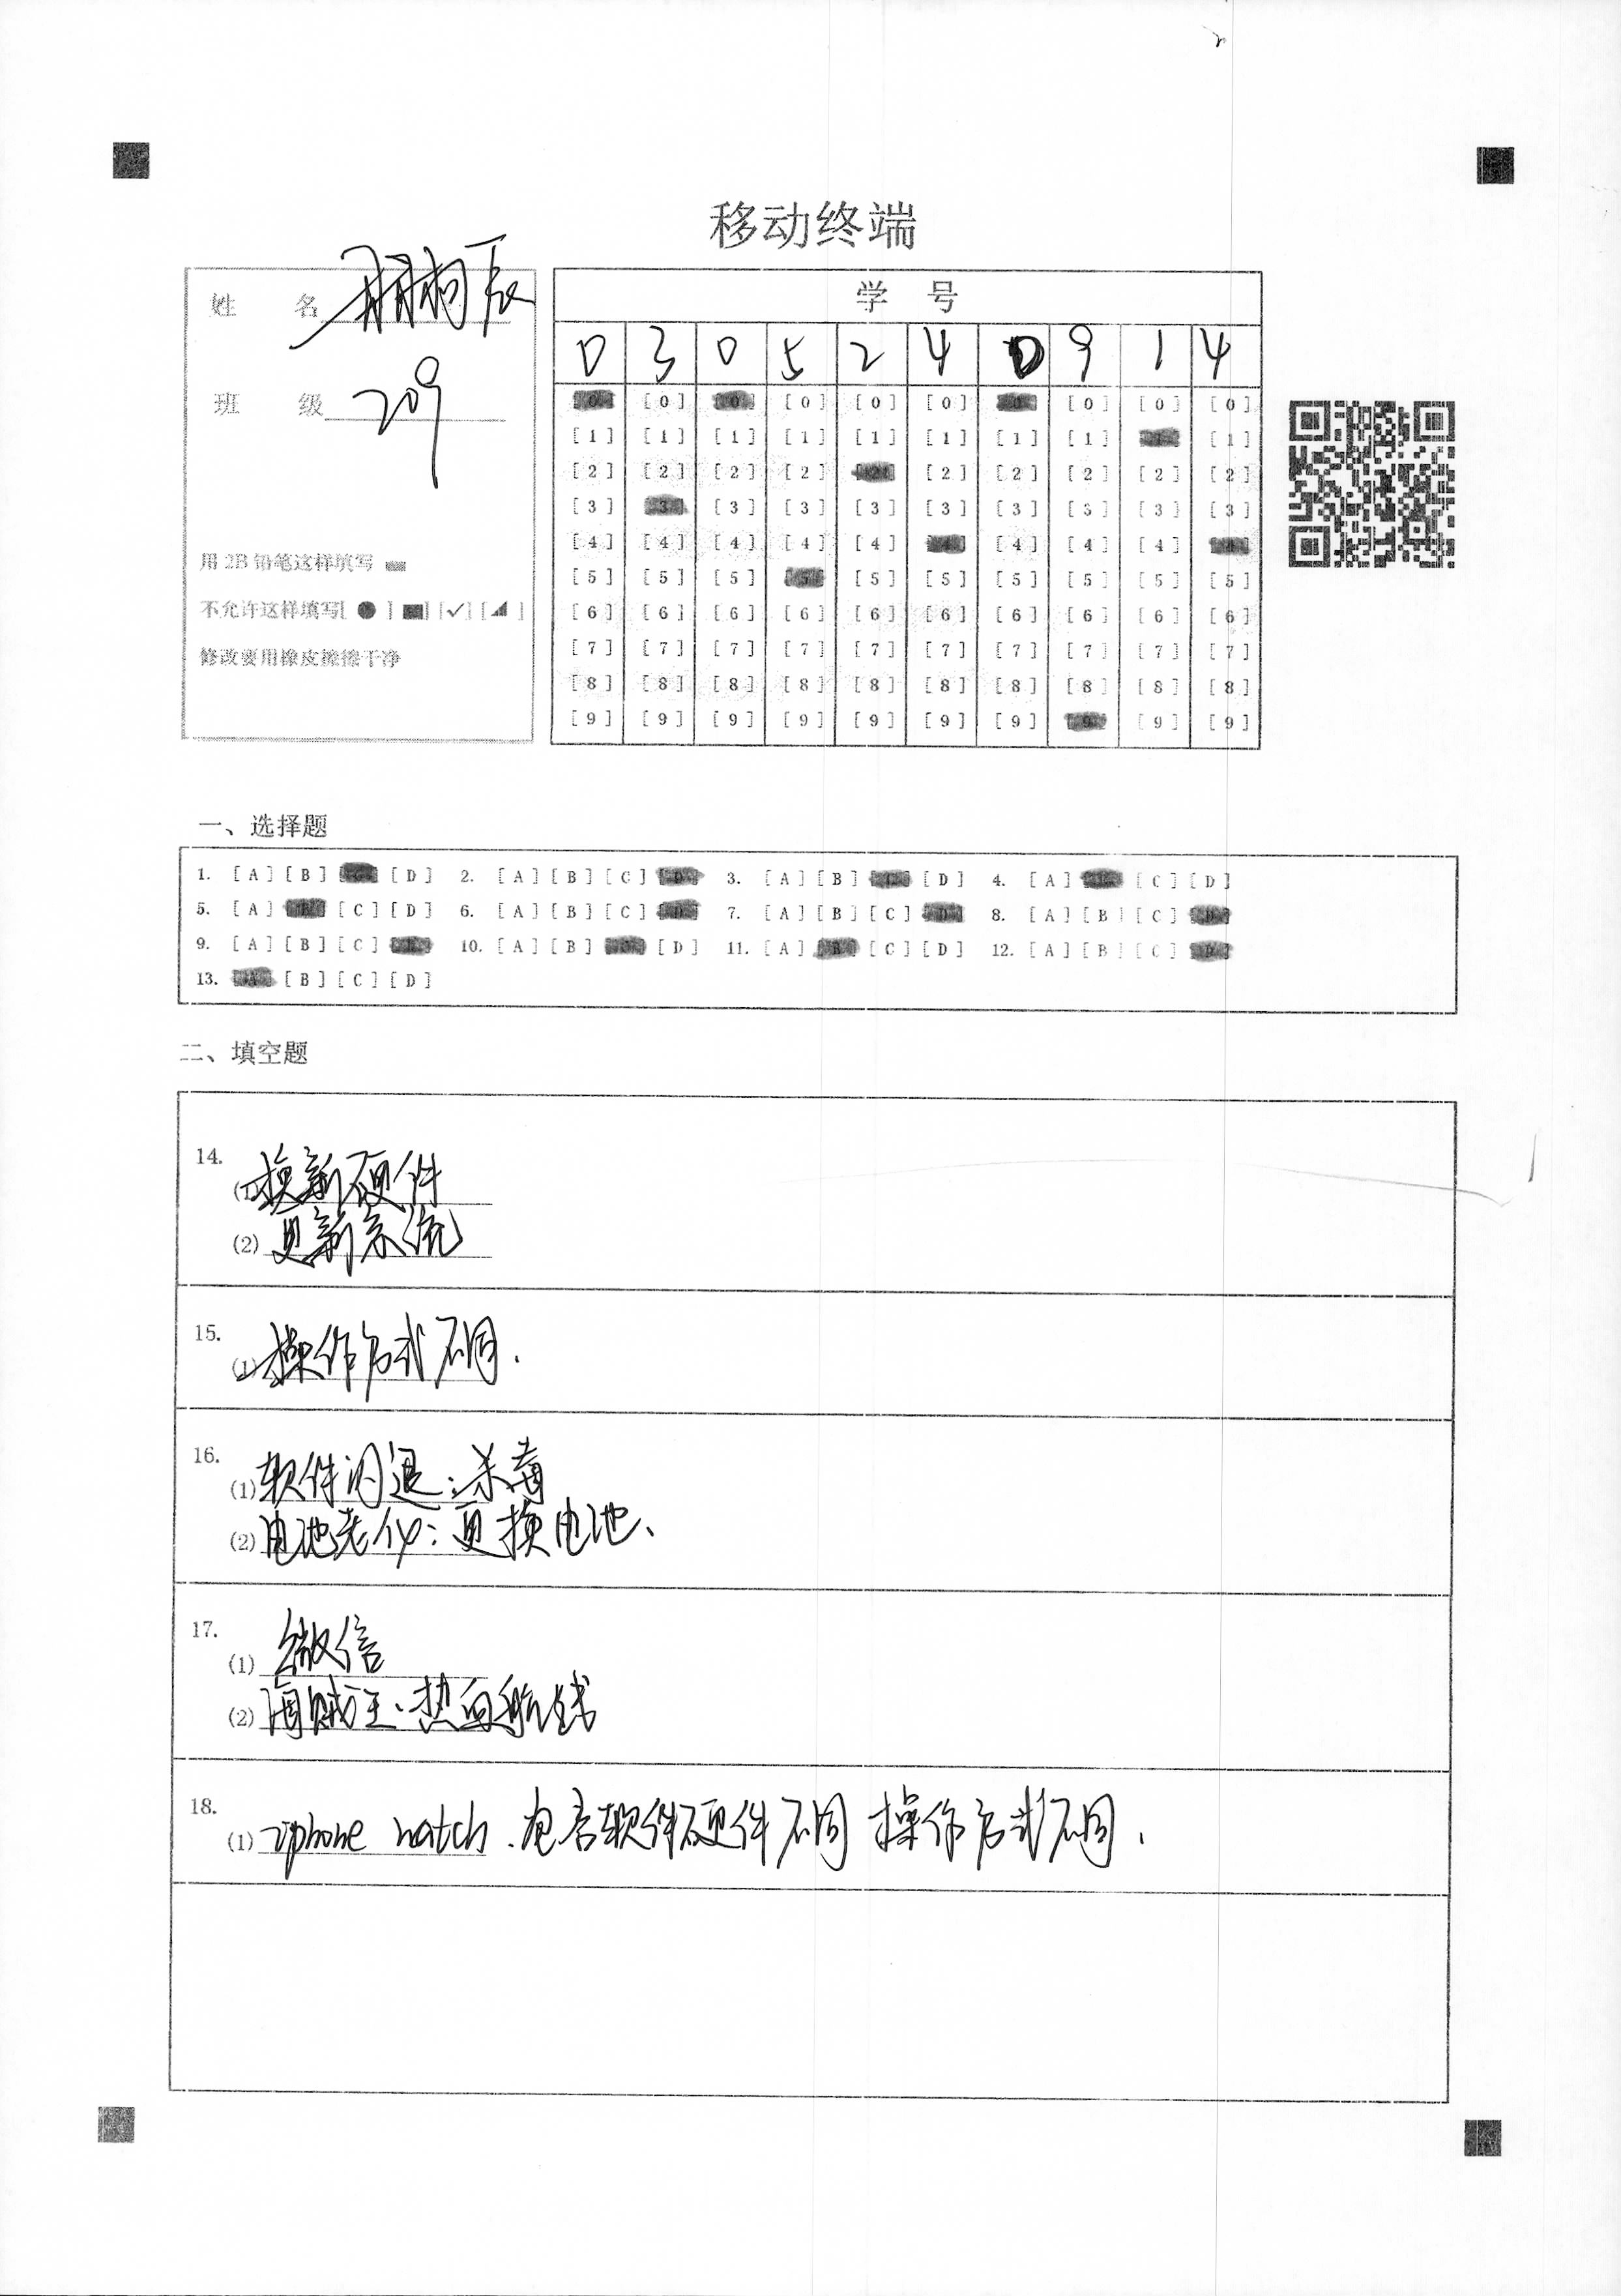 移动终端
姓 名
班 级 209
用 2B 铅笔这样填写
不允许这样填写[ ● ] [■] [✓] [◢ ]
修改要用橡皮擦擦干净
学 号
0 3 0 5 2 4 0 9 1 4
[0] [0] [0] [0] [0] [0] [0] [0] [0] [0]
[1] [1] [1] [1] [1] [1] [1] [1] [1] [1]
[2] [2] [2] [2] [2] [2] [2] [2] [2] [2]
[3] [3] [3] [3] [3] [3] [3] [3] [3] [3]
[4] [4] [4] [4] [4] [4] [4] [4] [4] [4]
[5] [5] [5] [5] [5] [5] [5] [5] [5] [5]
[6] [6] [6] [6] [6] [6] [6] [6] [6] [6]
[7] [7] [7] [7] [7] [7] [7] [7] [7] [7]
[8] [8] [8] [8] [8] [8] [8] [8] [8] [8]
[9] [9] [9] [9] [9] [9] [9] [9] [9] [9]
一、选择题
1. [A] [B] [C] [D] 2. [A] [B] [C] [D] 3. [A] [B] [C] [D] 4. [A] [B] [C] [D]
5. [A] [B] [C] [D] 6. [A] [B] [C] [D] 7. [A] [B] [C] [D] 8. [A] [B] [C] [D]
9. [A] [B] [C] [D] 10. [A] [B] [C] [D] 11. [A] [B] [C] [D] 12. [A] [B] [C] [D]
13. [A] [B] [C] [D]
二、填空题
14.
(1) 换新硬件
(2) 更新系统
15.
(1) 操作方式不同.
16.
(1) 软件闪退:杀毒
(2) 电池老化:更换电池、
17.
(1) 微信
(2) 海贼王、热血航线
18.
(1) iphone watch .包含软件硬件不同 操作方式不同.